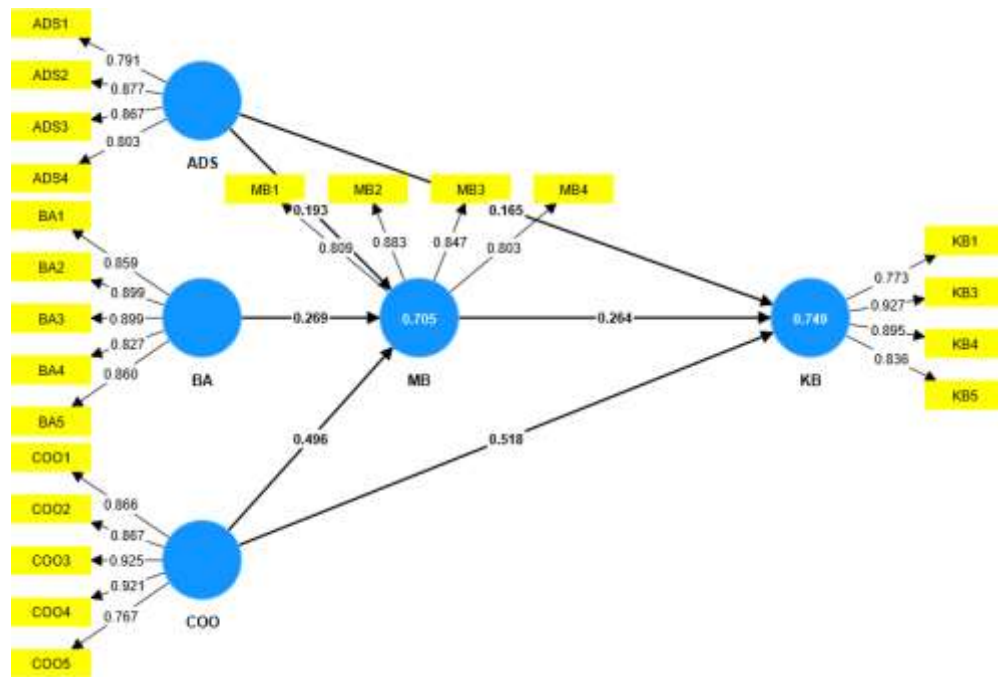 ADS1
0.791
ADS2
0.877
ADS3
0.867
0.803
ADS4
ADS
MB1
MB2
MB3
MB4
0.193
0.165
0.809
0.883
0.847
0.803
BA1
0.859
BA2
0.899
BA3
0.899
0.827
BA4
0.860
BA5
BA
0.269
0.705
MB
0.264
0.749
KB
KB1
0.773
KB3
0.927
0.895
KB4
0.836
KB5
0.496
0.518
COO1
0.866
COO2
0.867
COO3
0.925
0.921
COO4
0.767
COO5
COO